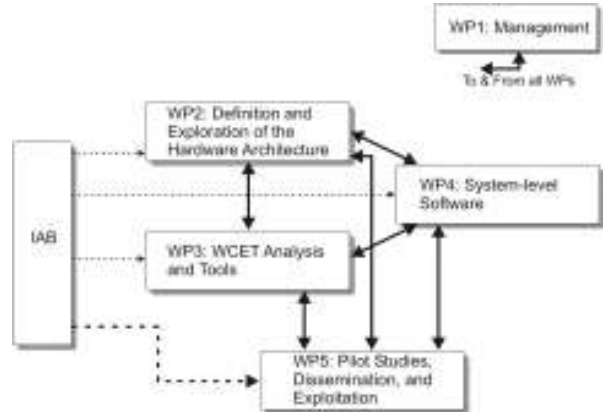 WP1: Management
To & From all WPs
WP2: Definition and
Exploration of the
Hardware Architecture
WP4: System-level
Software
IAB
WP3: WCET Analysis
and Tools
WP5: Pilot Studies,
Dissemination, and
Exploitation